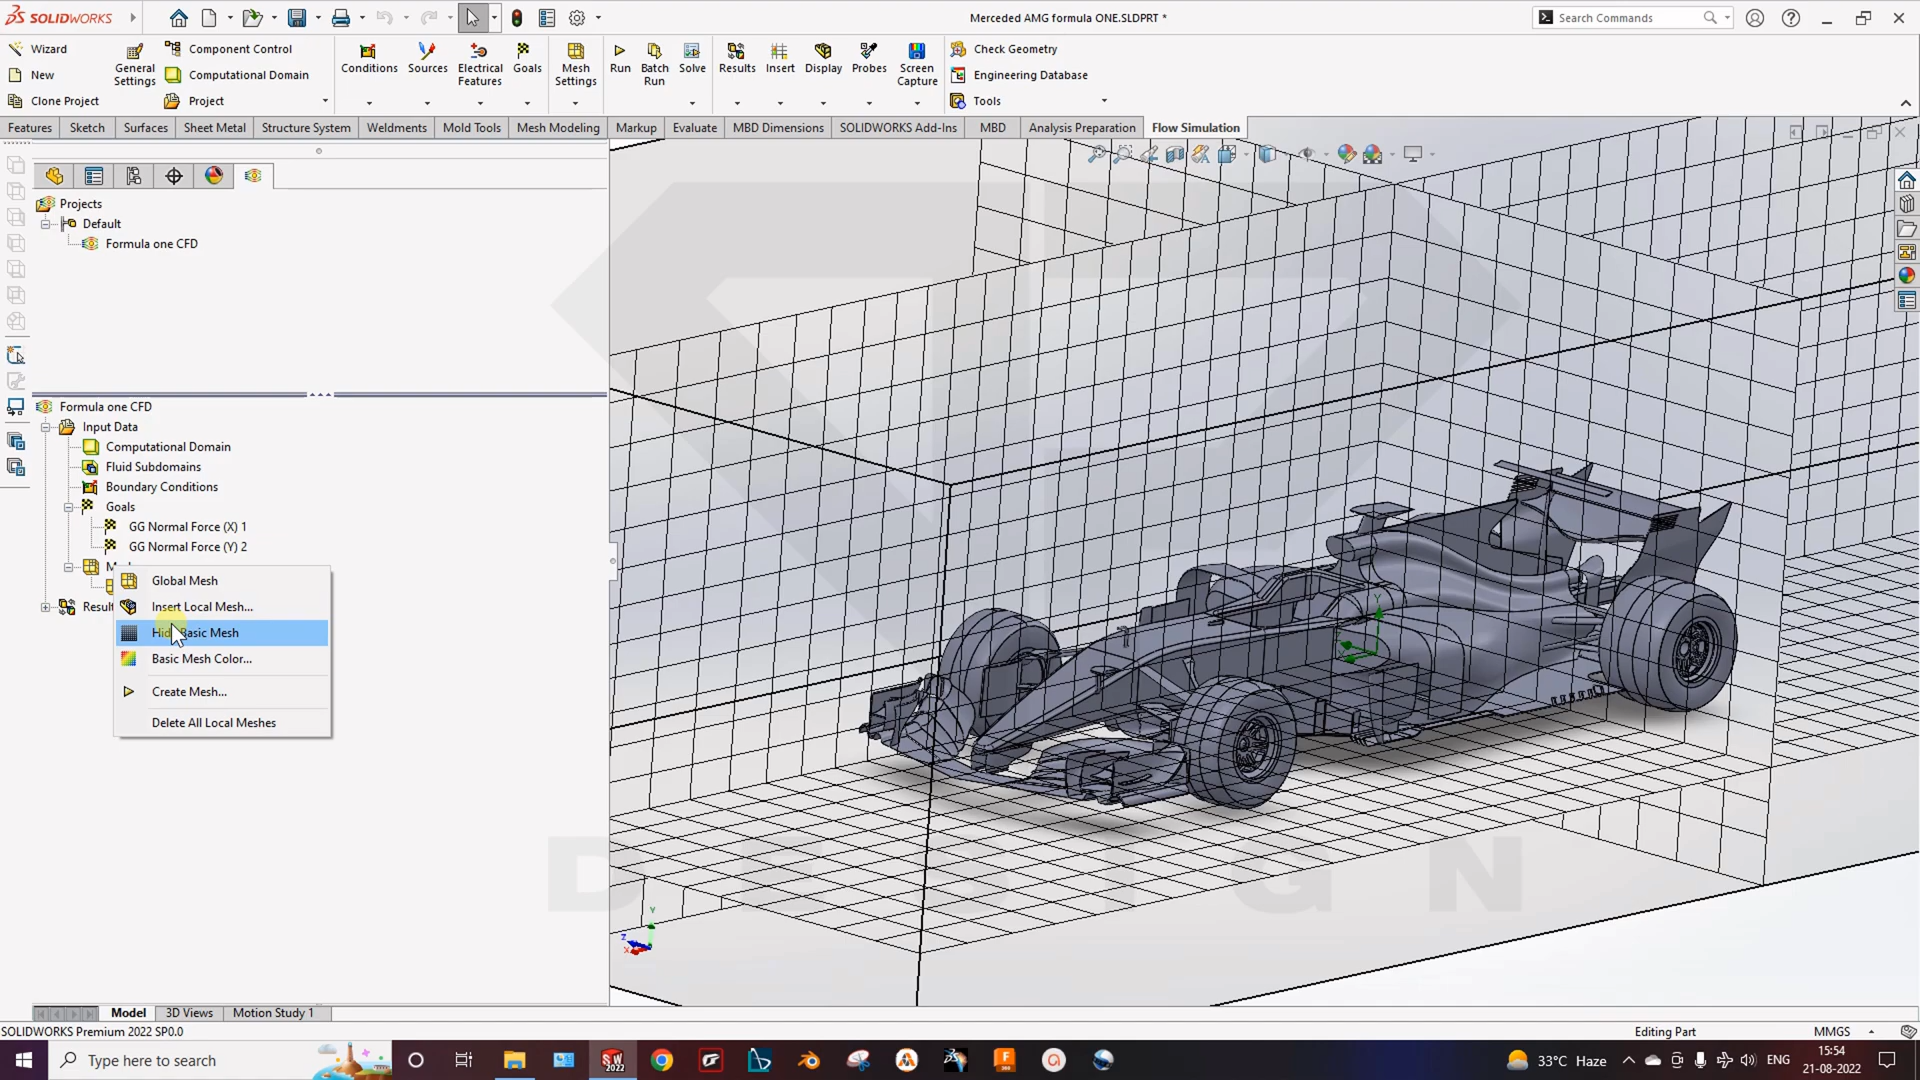 SOLIDWORKS
Merceded AMG formula ONE.SLDPRT *
Search Commands
Wizard
New
Clone Project
General Settings
Component Control
Computational Domain
Project
Conditions
Sources
Electrical Features
Goals
Mesh Settings
Run
Batch Run
Solve
Results
Insert
Display
Probes
Screen Capture
Check Geometry
Engineering Database
Tools
Features
Sketch
Surfaces
Sheet Metal
Structure System
Weldments
Mold Tools
Mesh Modeling
Markup
Evaluate
MBD Dimensions
SOLIDWORKS Add-Ins
MBD
Analysis Preparation
Flow Simulation
Projects
Default
Formula one CFD
Formula one CFD
Input Data
Computational Domain
Fluid Subdomains
Boundary Conditions
Goals
GG Normal Force (X) 1
GG Normal Force (Y) 2
Global Mesh
Insert Local Mesh...
Basic Mesh
Basic Mesh Color...
Create Mesh...
Delete All Local Meshes
Y
Y
Z
X
Model
3D Views
Motion Study 1
SOLIDWORKS Premium 2022 SP0.0
Editing Part
MMGS
Type here to search
33°C Haze
ENG
15:54
21-08-2022